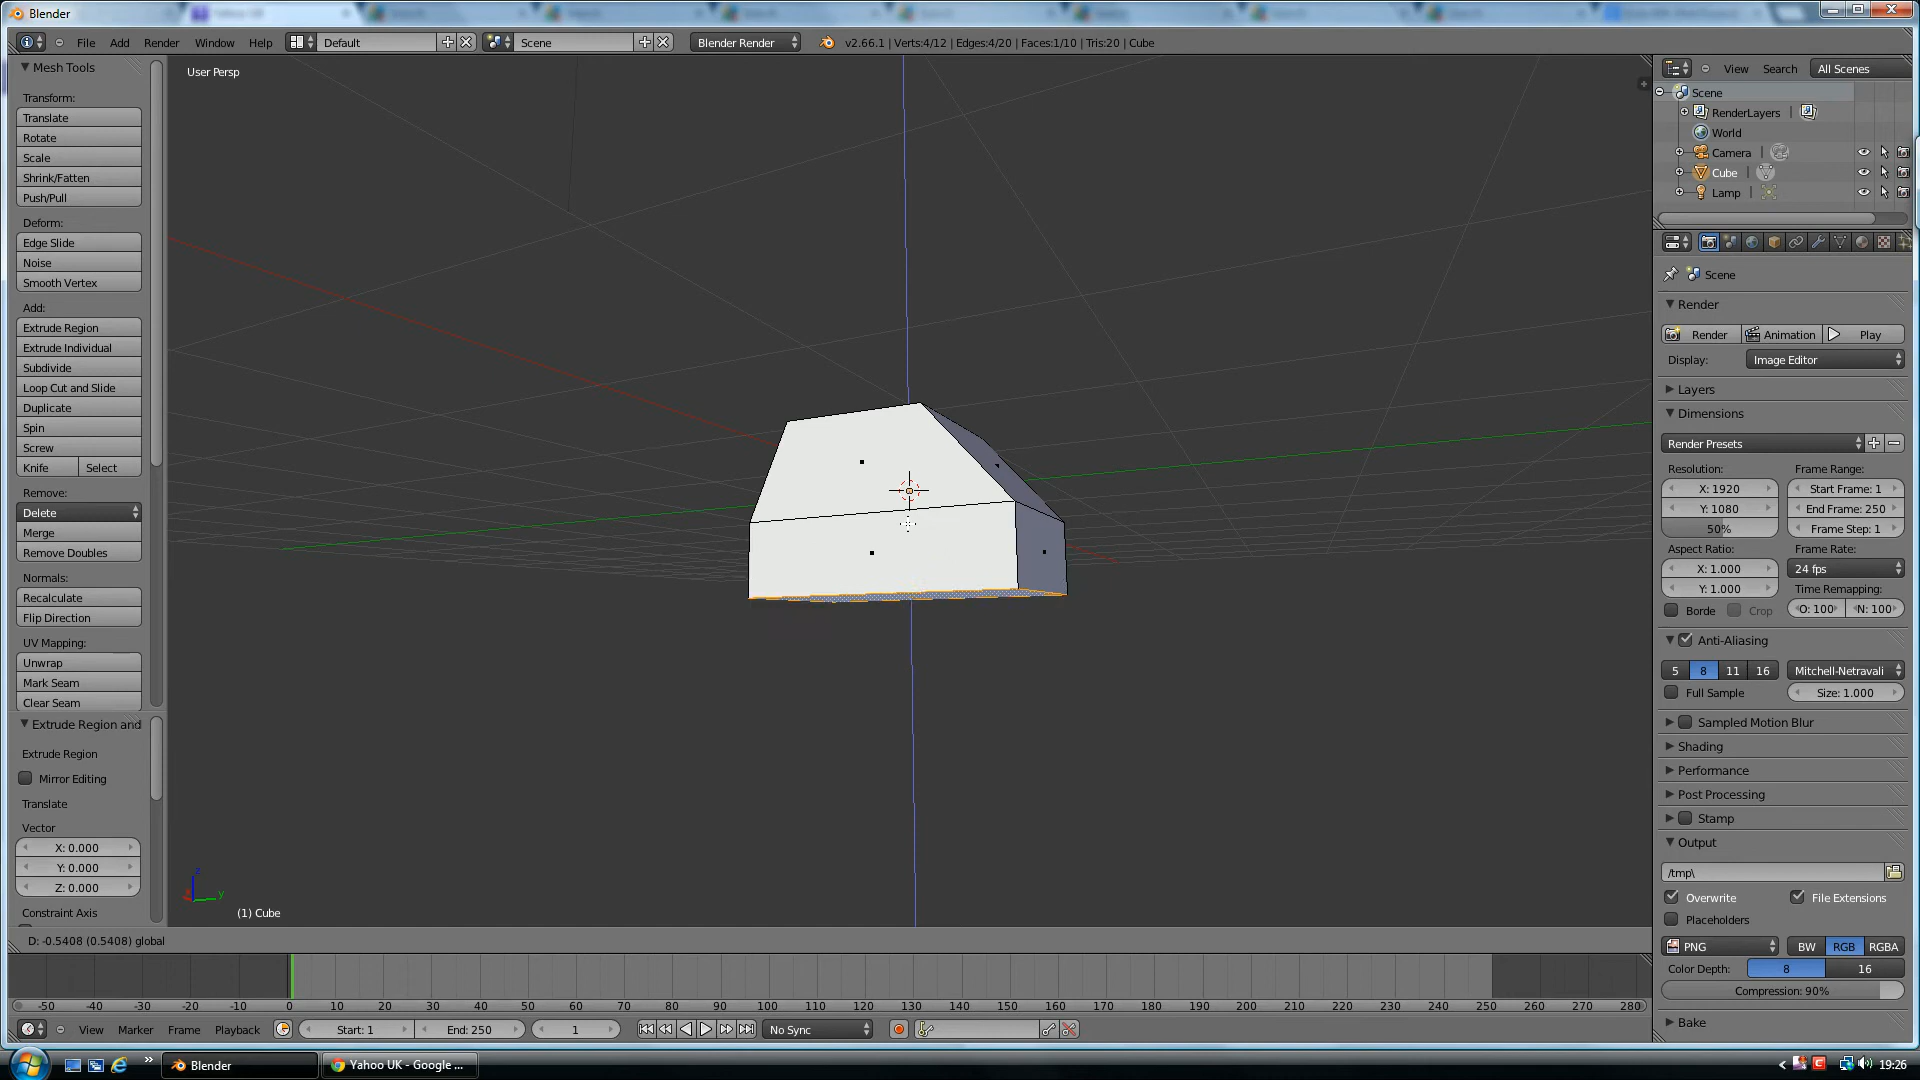 Blender
File Add Render Window Help Default Scene Blender Render v2.66.1 | Verts:4/12 | Edges:4/20 | Faces:1/10 | Tris:20 | Cube
Mesh Tools
Transform:
Translate
Rotate
Scale
Shrink/Fatten
Push/Pull
Deform:
Edge Slide
Noise
Smooth Vertex
Add:
Extrude Region
Extrude Individual
Subdivide
Loop Cut and Slide
Duplicate
Spin
Screw
Knife Select
Remove:
Delete
Merge
Remove Doubles
Normals:
Recalculate
Flip Direction
UV Mapping:
Unwrap
Mark Seam
Clear Seam
Extrude Region and
Extrude Region
Mirror Editing
Translate
Vector
X: 0.000
Y: 0.000
Z: 0.000
Constraint Axis
User Persp
z
y
(1) Cube
D: -0.5408 (0.5408) global
View Search All Scenes
Scene
RenderLayers |
World
Camera |
Cube |
Lamp |
Scene
Render
Render Animation Play
Display: Image Editor
Layers
Dimensions
Render Presets
Resolution: Frame Range:
X: 1920 Start Frame: 1
Y: 1080 End Frame: 250
50% Frame Step: 1
Aspect Ratio: Frame Rate:
X: 1.000 24 fps
Y: 1.000 Time Remapping:
Borde Crop O: 100 N: 100
Anti-Aliasing
5 8 11 16 Mitchell-Netravali
Full Sample Size: 1.000
Sampled Motion Blur
Shading
Performance
Post Processing
Stamp
Output
/tmp\
Overwrite File Extensions
Placeholders
PNG BW RGB RGBA
Color Depth: 8 16
Compression: 90%
Bake
-50 -40 -30 -20 -10 0 10 20 30 40 50 60 70 80 90 100 110 120 130 140 150 160 170 180 190 200 210 220 230 240 250 260 270 280
View Marker Frame Playback Start: 1 End: 250 1 No Sync
Blender Yahoo UK - Google ... 19:26